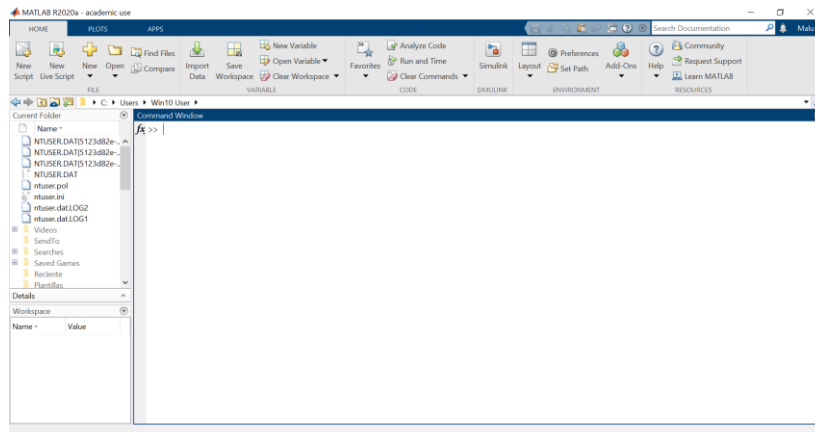 MATLAB R2020a - academic use
HOME PLOTS APPS Search Documentation Malu
New Script
New Live Script
New
Open
Find Files
Compare
Import Data
Save Workspace
New Variable
Open Variable
Clear Workspace
Favorites
Analyze Code
Run and Time
Clear Commands
Simulink
Layout
Preferences
Set Path
Add-Ons
Help
Community
Request Support
Learn MATLAB
FILE VARIABLE CODE SIMULINK ENVIRONMENT RESOURCES
C: Users Win10 User
Current Folder
Name
NTUSER.DAT{5123d82e-...
NTUSER.DAT{5123d82e-...
NTUSER.DAT{5123d82e-...
NTUSER.DAT
ntuser.pol
ntuser.ini
ntuser.dat.LOG2
ntuser.dat.LOG1
Videos
SendTo
Searches
Saved Games
Reciente
Plantillas
Details
Workspace
Name Value
Command Window
fx >>